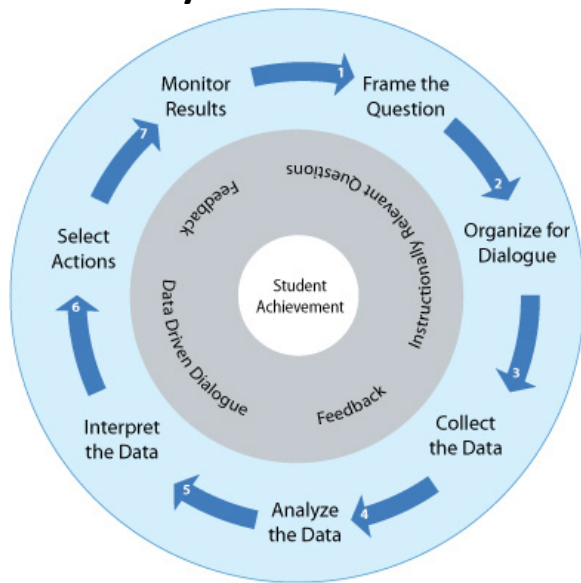 1
Frame the
Question
2
Organize for
Dialogue
3
Collect
the Data
4
Analyze
the Data
5
Interpret
the Data
6
Select
Actions
7
Monitor
Results
Instructionally Relevant Questions
Feedback
Data Driven Dialogue
Feedback
Student
Achievement